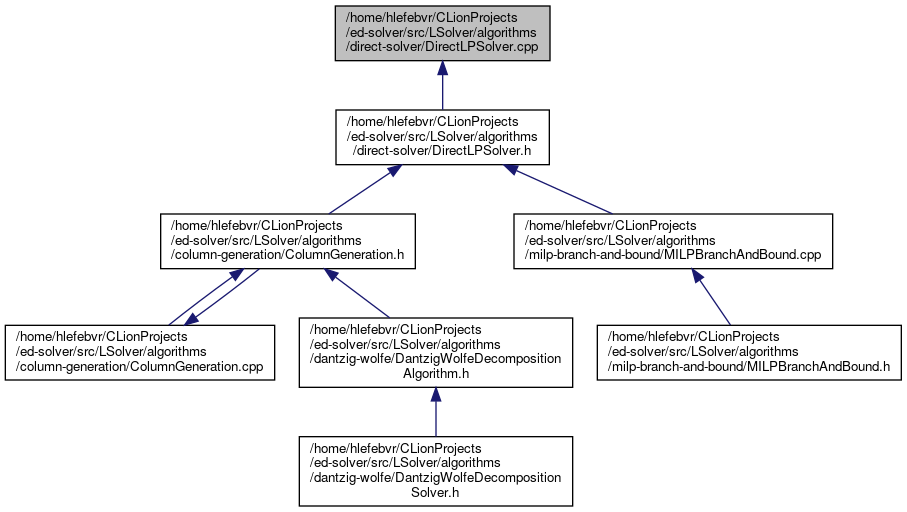 /home/hlefebvr/CLionProjects
/ed-solver/src/LSolver/algorithms
/direct-solver/DirectLPSolver.cpp
/home/hlefebvr/CLionProjects
/ed-solver/src/LSolver/algorithms
/direct-solver/DirectLPSolver.h
/home/hlefebvr/CLionProjects
/ed-solver/src/LSolver/algorithms
/column-generation/ColumnGeneration.h
/home/hlefebvr/CLionProjects
/ed-solver/src/LSolver/algorithms
/milp-branch-and-bound/MILPBranchAndBound.cpp
/home/hlefebvr/CLionProjects
/ed-solver/src/LSolver/algorithms
/column-generation/ColumnGeneration.cpp
/home/hlefebvr/CLionProjects
/ed-solver/src/LSolver/algorithms
/dantzig-wolfe/DantzigWolfeDecomposition
Algorithm.h
/home/hlefebvr/CLionProjects
/ed-solver/src/LSolver/algorithms
/milp-branch-and-bound/MILPBranchAndBound.h
/home/hlefebvr/CLionProjects
/ed-solver/src/LSolver/algorithms
/dantzig-wolfe/DantzigWolfeDecomposition
Solver.h